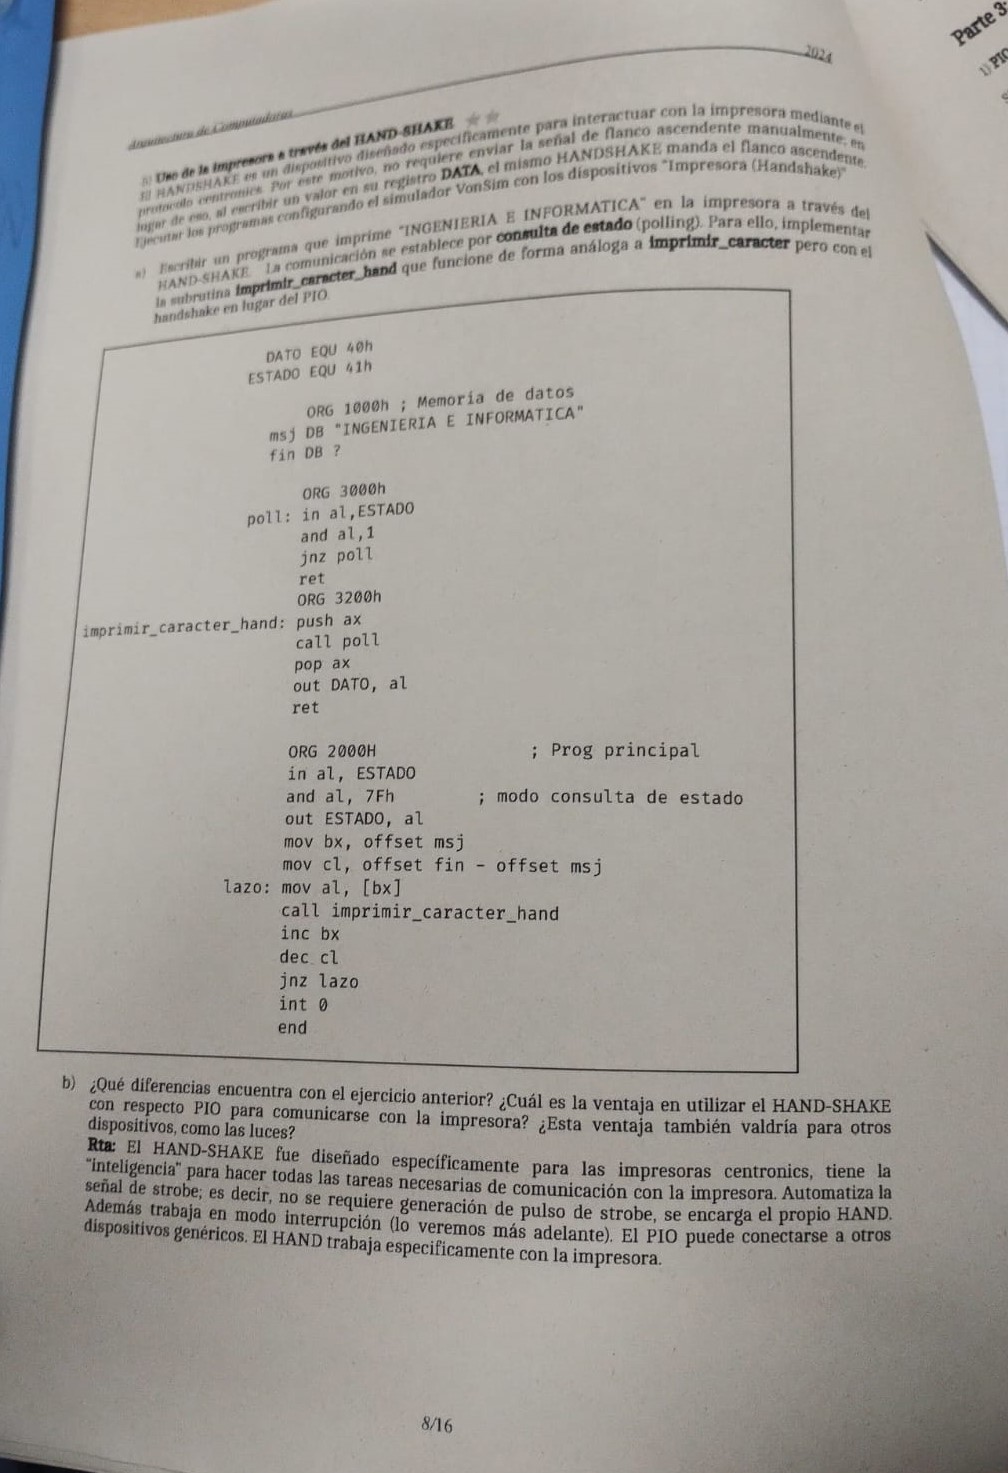 2024
Arquitectura de Computadoras
5) Uso de la impresora a través del HAND-SHAKE ★★
El HANDSHAKE es un dispositivo diseñado específicamente para interactuar con la impresora mediante el
protocolo centronics. Por este motivo, no requiere enviar la señal de flanco ascendente manualmente; en
lugar de eso, al escribir un valor en su registro DATA, el mismo HANDSHAKE manda el flanco ascendente.
Ejecutar los programas configurando el simulador VonSim con los dispositivos "Impresora (Handshake)"
a) Escribir un programa que imprime "INGENIERIA E INFORMATICA" en la impresora a través del
HAND-SHAKE. La comunicación se establece por consulta de estado (polling). Para ello, implementar
la subrutina imprimir_caracter_hand que funcione de forma análoga a imprimir_caracter pero con el
handshake en lugar del PIO.
DATO EQU 40h
ESTADO EQU 41h
ORG 1000h ; Memoria de datos
msj DB "INGENIERIA E INFORMATICA"
fin DB ?
ORG 3000h
poll: in al,ESTADO
and al,1
jnz poll
ret
ORG 3200h
imprimir_caracter_hand: push ax
call poll
pop ax
out DATO, al
ret
ORG 2000H ; Prog principal
in al, ESTADO
and al, 7Fh ; modo consulta de estado
out ESTADO, al
mov bx, offset msj
mov cl, offset fin - offset msj
lazo: mov al, [bx]
call imprimir_caracter_hand
inc bx
dec cl
jnz lazo
int 0
end
b) ¿Qué diferencias encuentra con el ejercicio anterior? ¿Cuál es la ventaja en utilizar el HAND-SHAKE
con respecto PIO para comunicarse con la impresora? ¿Esta ventaja también valdría para otros
dispositivos, como las luces?
Rta: El HAND-SHAKE fue diseñado específicamente para las impresoras centronics, tiene la
"inteligencia" para hacer todas las tareas necesarias de comunicación con la impresora. Automatiza la
señal de strobe; es decir, no se requiere generación de pulso de strobe, se encarga el propio HAND.
Además trabaja en modo interrupción (lo veremos más adelante). El PIO puede conectarse a otros
dispositivos genéricos. El HAND trabaja especificamente con la impresora.
8/16
Parte 3:
1) PIO